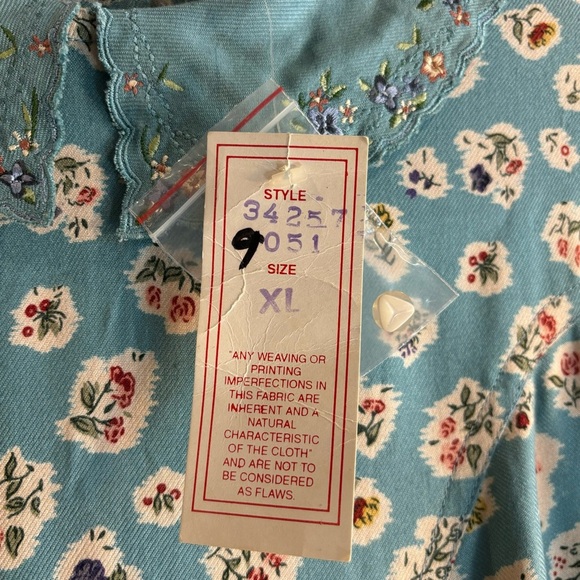 STYLE
34257
9051
SIZE
XL
"ANY WEAVING OR
PRINTING
IMPERFECTIONS IN
THIS FABRIC ARE
INHERENT AND A
NATURAL
CHARACTERISTIC
OF THE CLOTH"
AND ARE NOT TO
BE CONSIDERED
AS FLAWS.